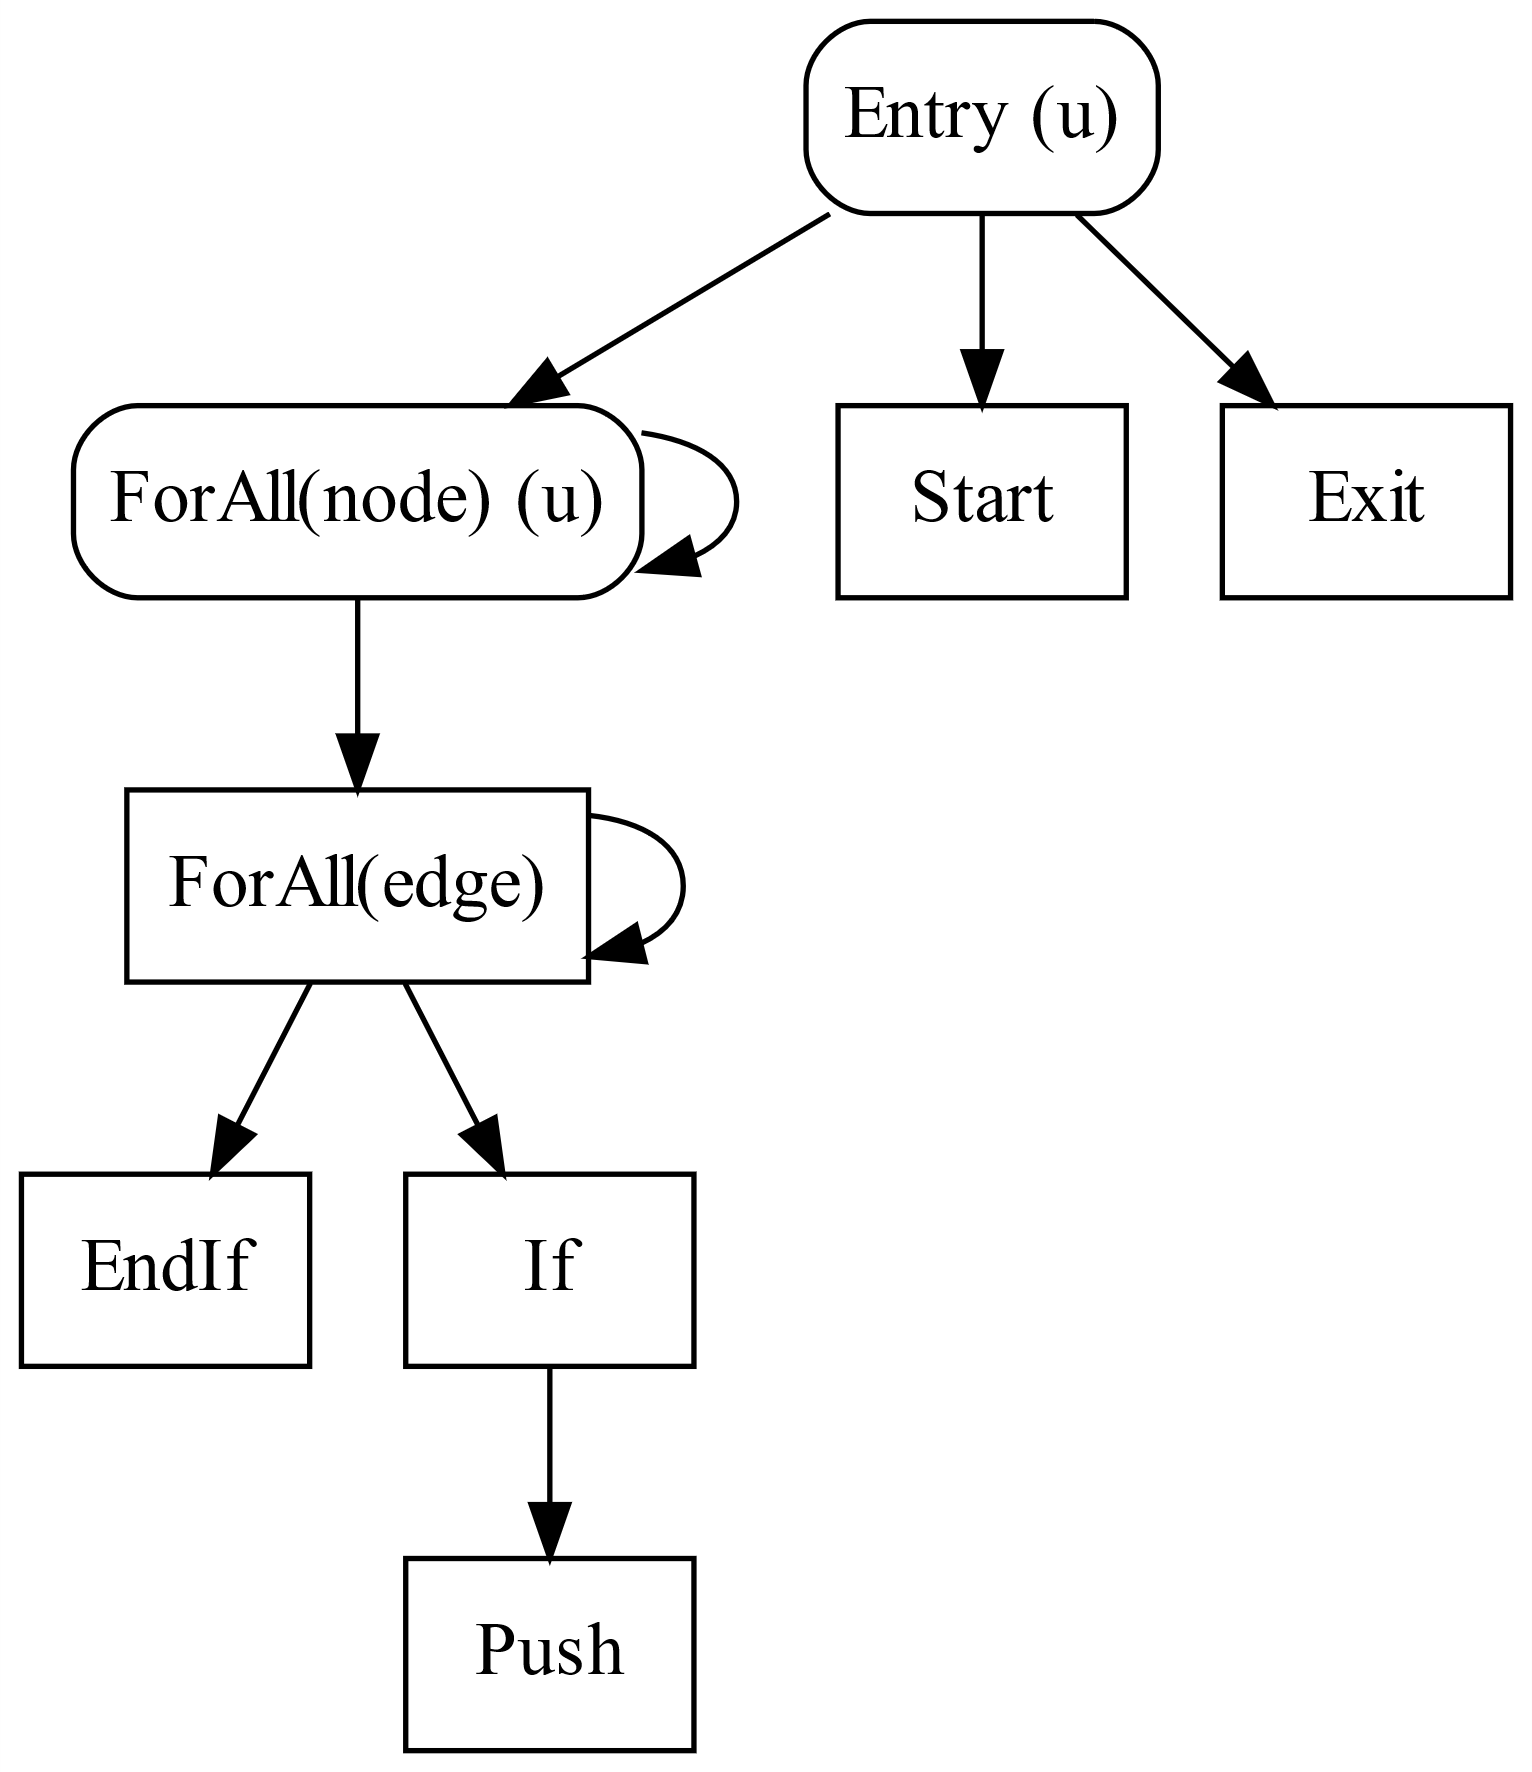 Entry (u)
ForAll(node) (u)
Start
Exit
ForAll(edge)
EndIf
If
Push